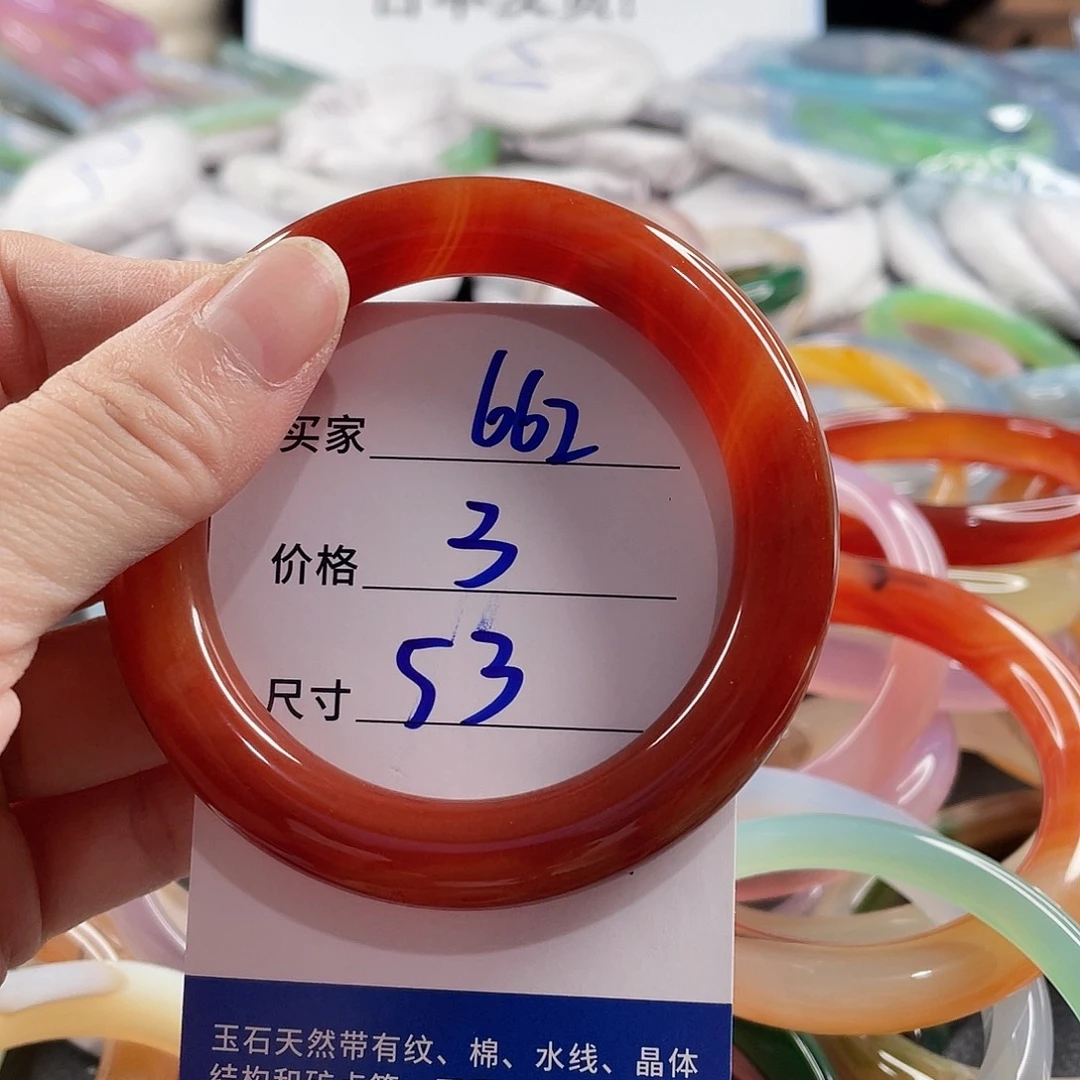 买家 662
价格 3
尺寸 53
玉石天然带有纹、棉、水线、晶体